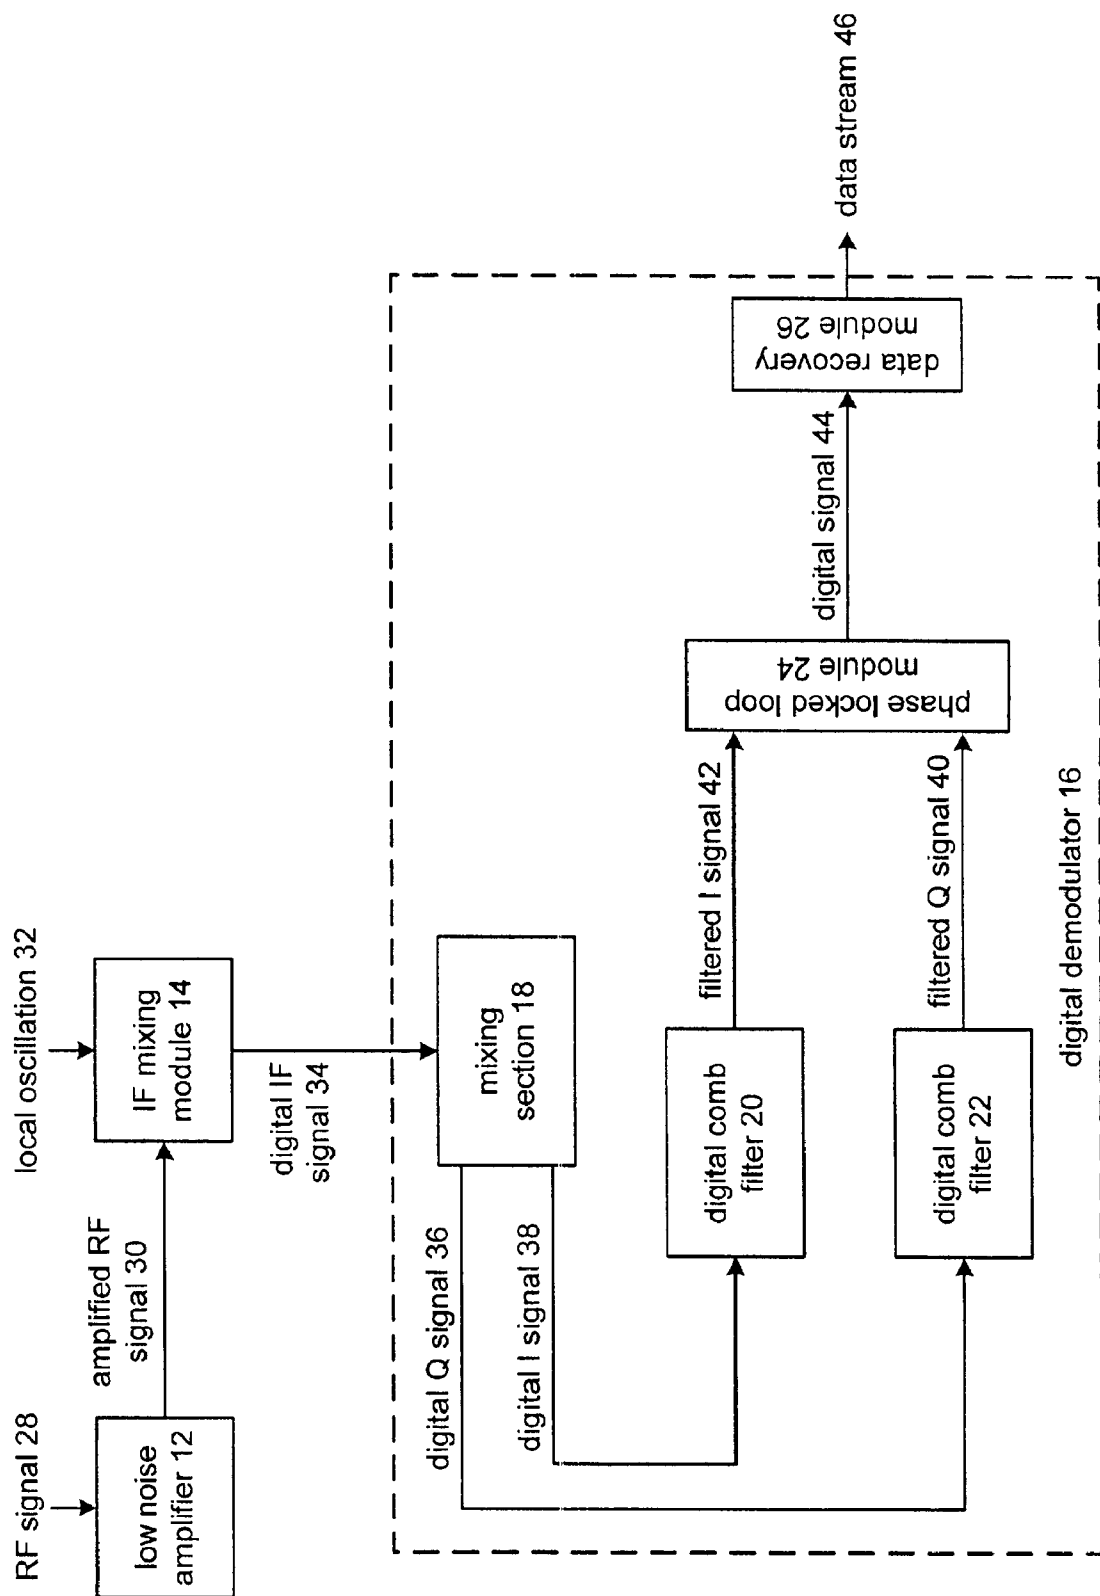 RF signal 28
low noise
amplifier 12
amplified RF
signal 30
local oscillation 32
IF mixing
module 14
digital IF
signal 34
mixing
section 18
digital Q signal 36
digital I signal 38
digital comb
filter 20
digital comb
filter 22
filtered I signal 42
filtered Q signal 40
phase locked loop
module 24
digital signal 44
data recovery
module 26
data stream 46
digital demodulator 16